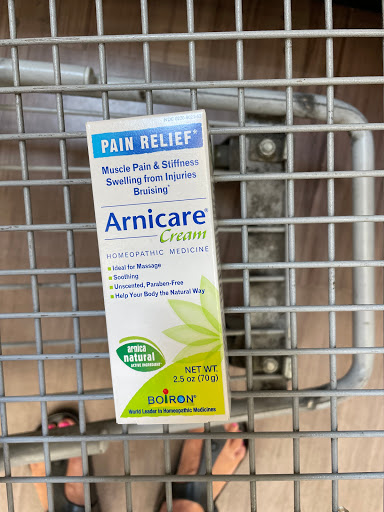 PAIN RELIEF*
Muscle Pain & Stiffness
Swelling from Injuries
Bruising*
Arnicare®
Cream
HOMEOPATHIC MEDICINE
Ideal for Massage
Soothing
Unscented, Paraben-Free
Help Your Body the Natural Way
arnica
natural
ACTIVE INGREDIENT
NET WT.
2.5 oz (70g)
BOIRON®
World Leader in Homeopathic Medicines